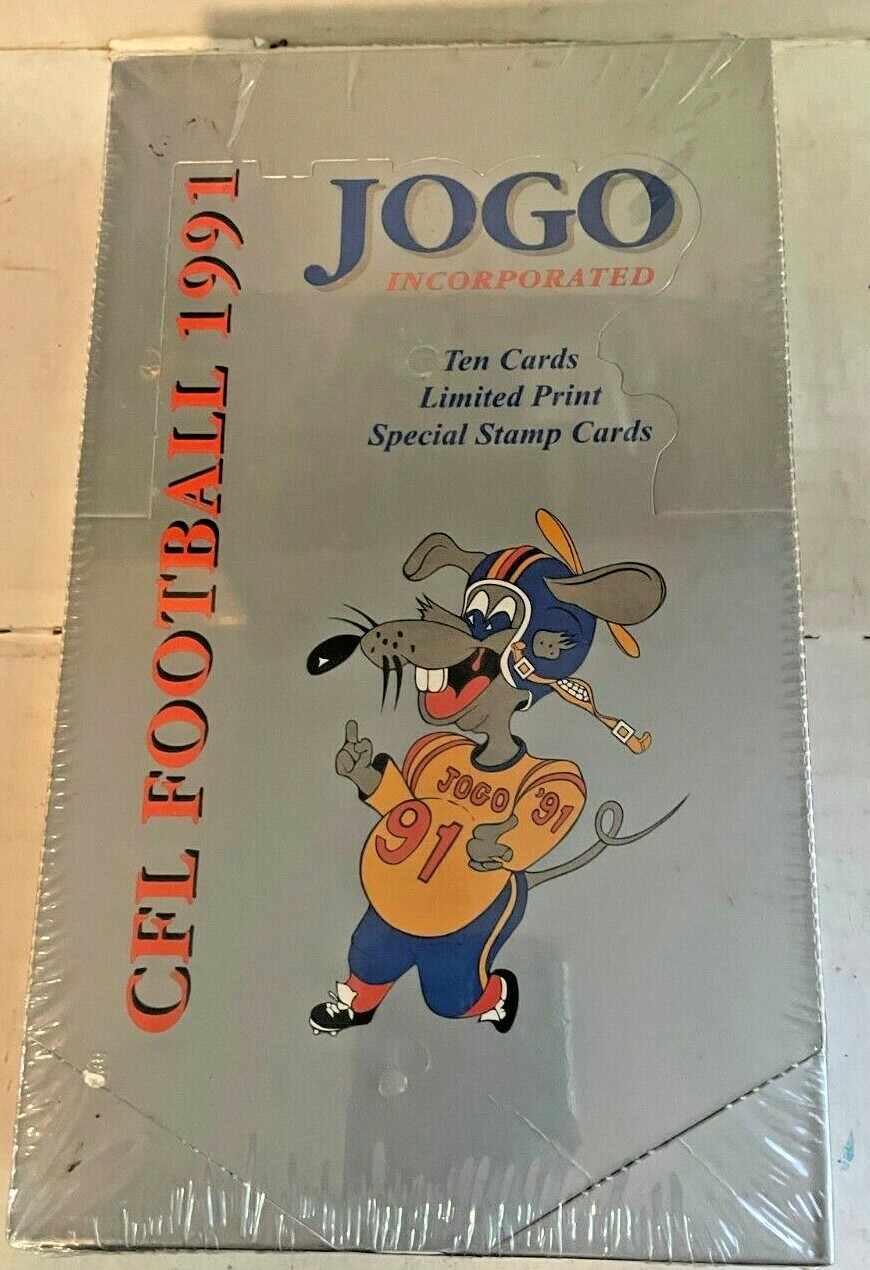 CFL FOOTBALL 1991
JOGO
INCORPORATED
Ten Cards
Limited Print
Special Stamp Cards
JOGO
'91
91